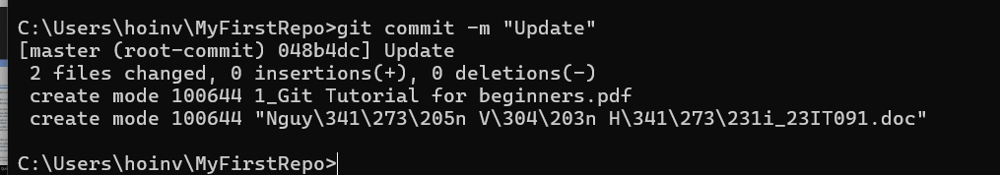 C:\Users\hoinv\MyFirstRepo>git commit -m "Update"
[master (root-commit) 048b4dc] Update
 2 files changed, 0 insertions(+), 0 deletions(-)
 create mode 100644 1_Git Tutorial for beginners.pdf
 create mode 100644 "Nguy\341\273\205n V\304\203n H\341\273\231i_23IT091.doc"
C:\Users\hoinv\MyFirstRepo>